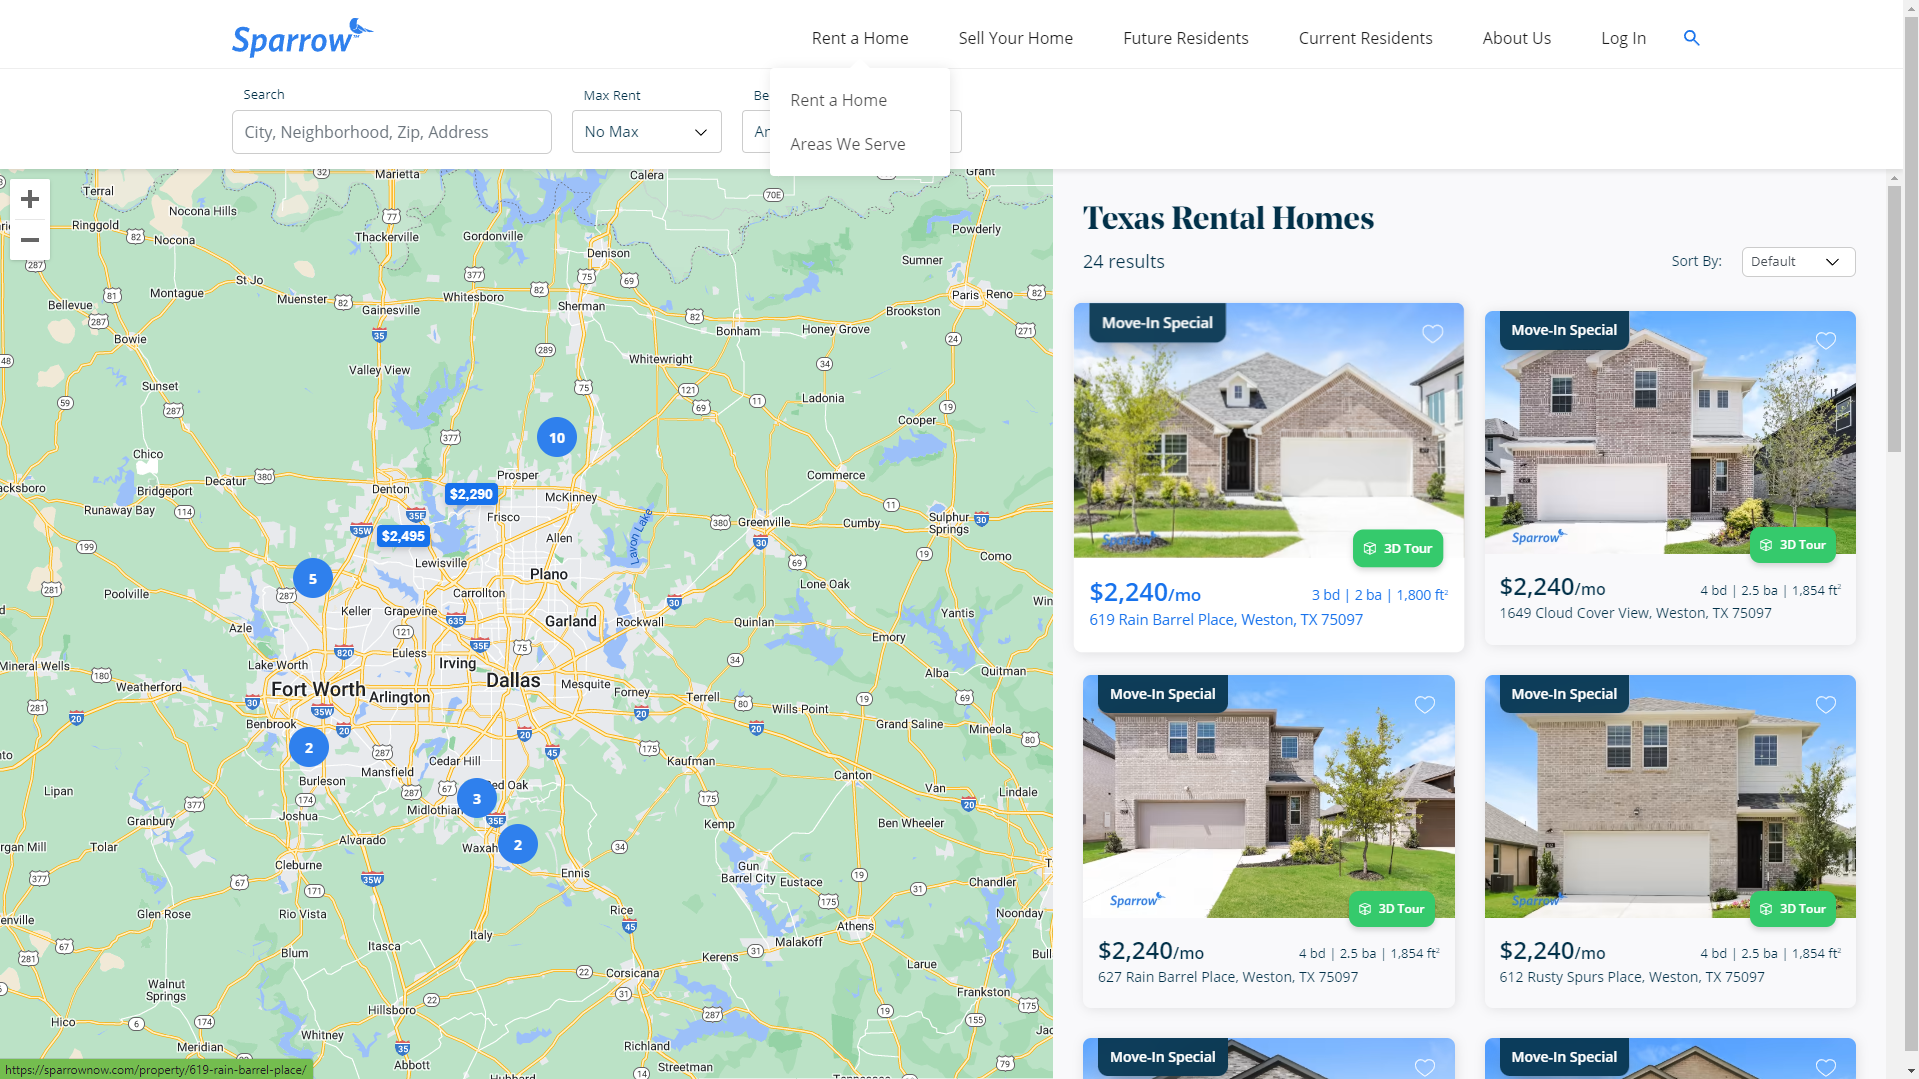 Sparrow™
Rent a Home
Sell Your Home
Future Residents
Current Residents
About Us
Log In
Rent a Home
Areas We Serve
Search
City, Neighborhood, Zip, Address
Max Rent
No Max
Be
An
Texas Rental Homes
24 results
Sort By:
Default
Move-In Special
3D Tour
$2,240/mo
3 bd | 2 ba | 1,800 ft²
619 Rain Barrel Place, Weston, TX 75097
Move-In Special
Sparrow
3D Tour
$2,240/mo
4 bd | 2.5 ba | 1,854 ft²
1649 Cloud Cover View, Weston, TX 75097
Move-In Special
Sparrow
3D Tour
$2,240/mo
4 bd | 2.5 ba | 1,854 ft²
627 Rain Barrel Place, Weston, TX 75097
Move-In Special
Sparrow
3D Tour
$2,240/mo
4 bd | 2.5 ba | 1,854 ft²
612 Rusty Spurs Place, Weston, TX 75097
Move-In Special
Move-In Special
Marietta
Calera
Grant
Terral
Nocona Hills
Ringgold
Nocona
Thackerville
Gordonville
Denison
Powderly
Sumner
St Jo
Montague
Muenster
Whitesboro
Sherman
Paris
Reno
Bellevue
Gainesville
Brookston
Bowie
Bonham
Honey Grove
Valley View
Whitewright
Sunset
Ladonia
Cooper
10
Chico
Prosper
Commerce
Bridgeport
Decatur
Denton
$2,290
McKinney
Runaway Bay
Frisco
Greenville
Cumby
Sulphur Springs
$2,495
Allen
Lavon Lake
Como
Lewisville
Plano
5
Poolville
Carrollton
Lone Oak
Keller
Grapevine
Garland
Rockwall
Quinlan
Yantis
Azle
Euless
Emory
Mineral Wells
Lake Worth
Irving
Alba
Quitman
Weatherford
Fort Worth
Arlington
Dallas
Mesquite
Forney
Terrell
Wills Point
Benbrook
Grand Saline
Mineola
2
Cedar Hill
Kaufman
Burleson
Mansfield
Canton
Lipan
3
Red Oak
Van
Lindale
Granbury
Joshua
Midlothian
Kemp
Ben Wheeler
Tolar
Alvarado
2
Cleburne
Ennis
Gun Barrel City
Eustace
Chandler
Glen Rose
Rio Vista
Rice
Athens
Noonday
Italy
Itasca
Malakoff
Blum
Kerens
Larue
Corsicana
Walnut Springs
Frankston
Hico
Hillsboro
Whitney
Meridian
Richland
Abbott
Streetman
https://sparrownow.com/property/619-rain-barrel-place/